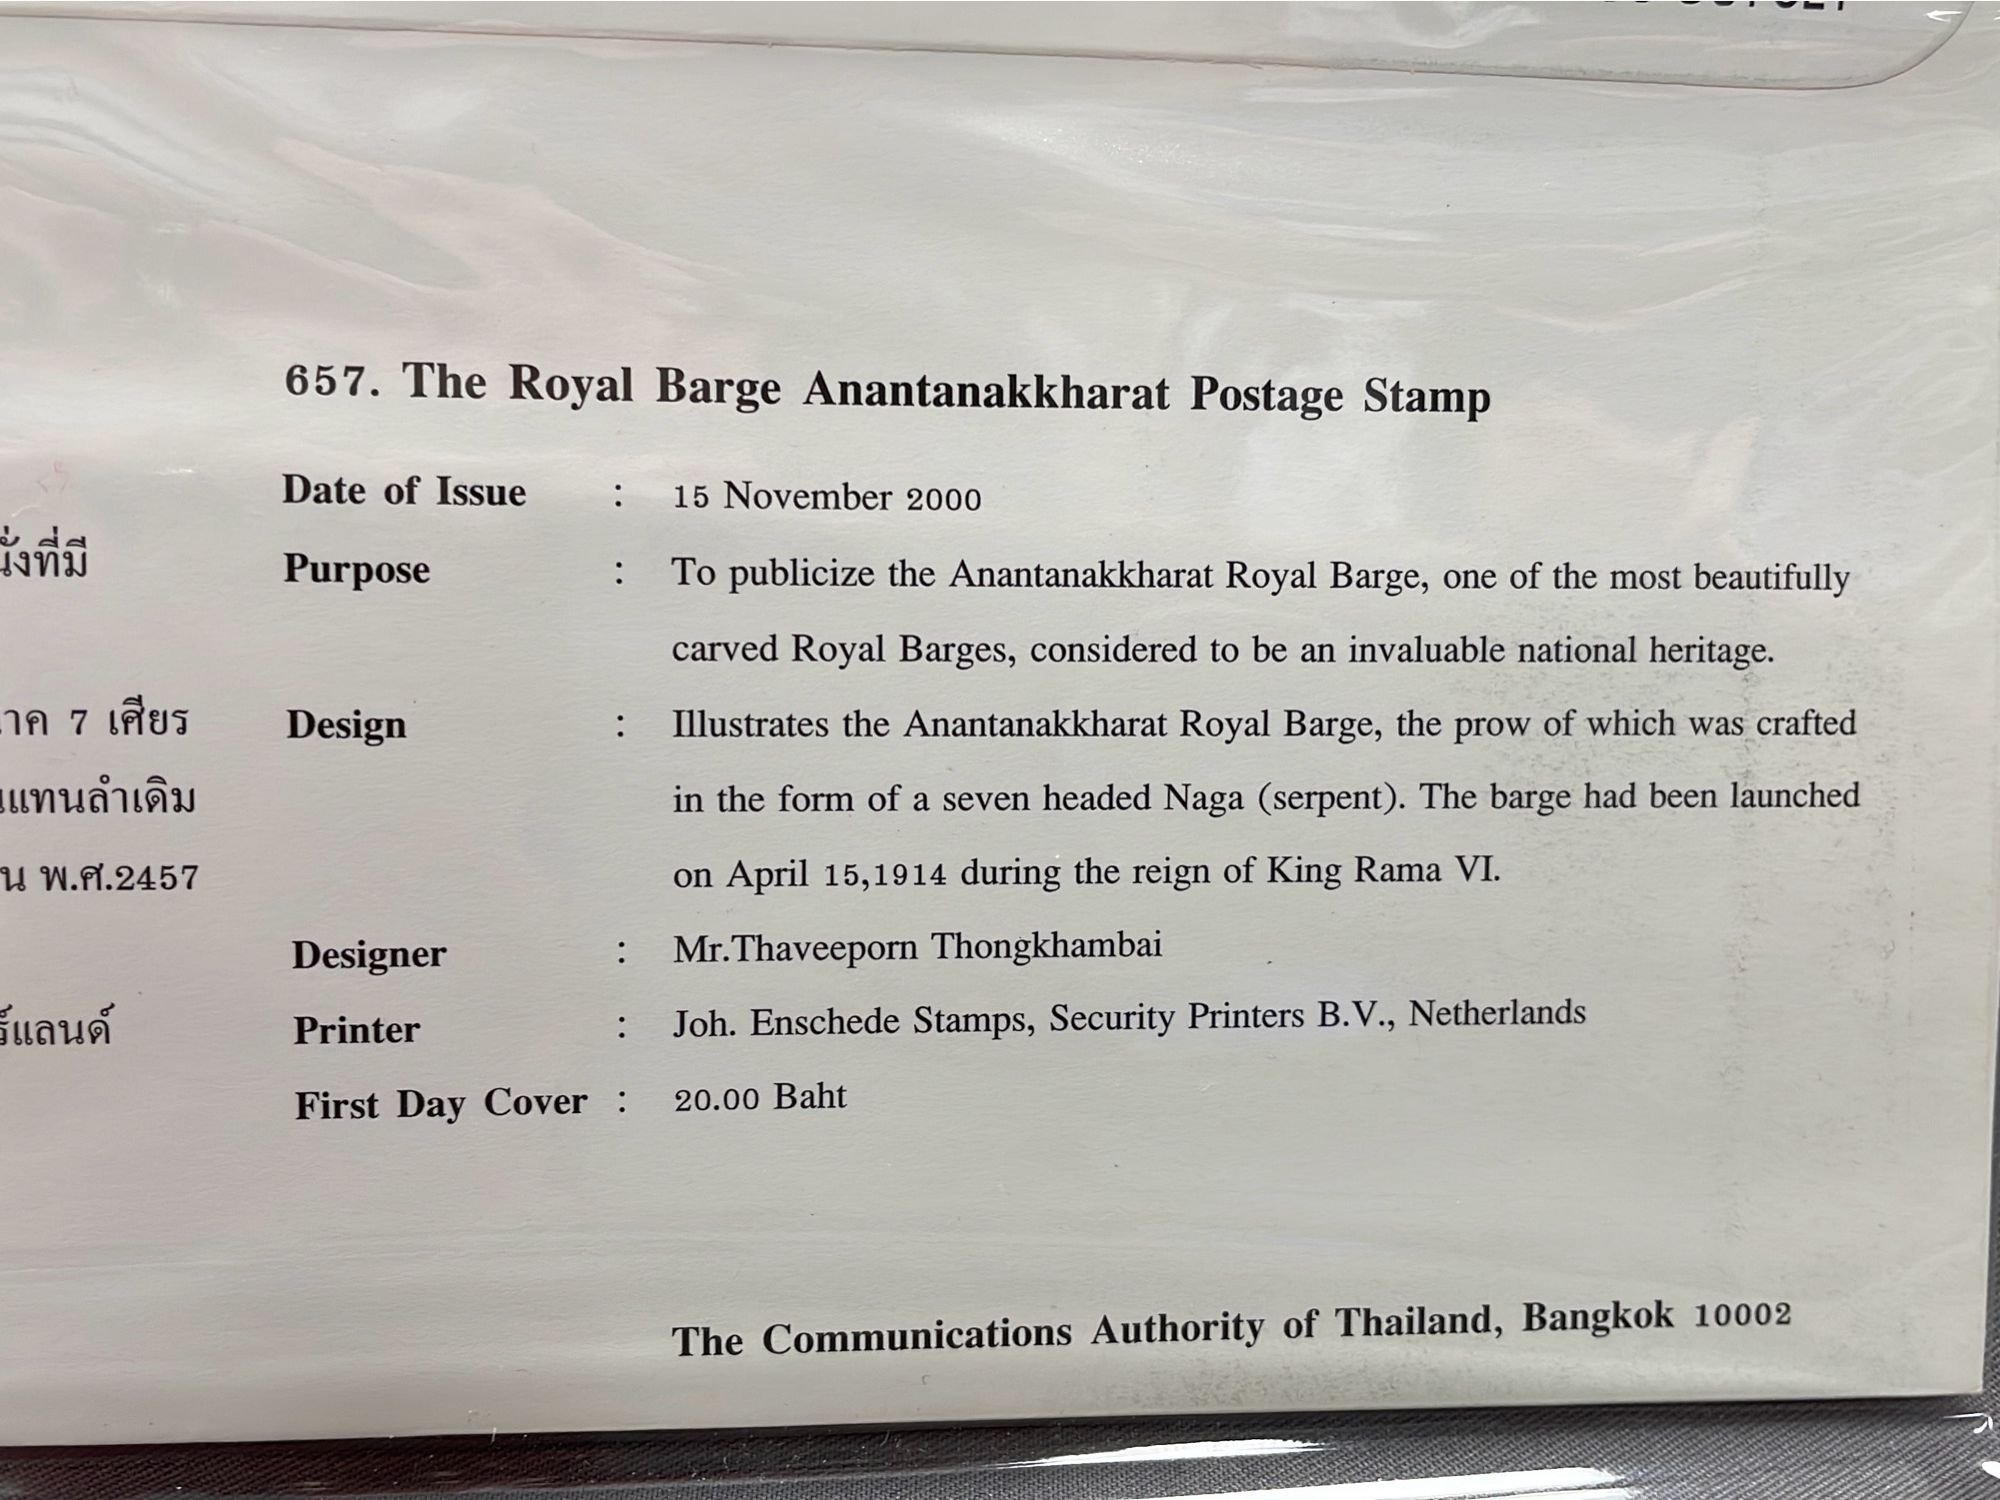 657. The Royal Barge Anantanakkharat Postage Stamp
Date of Issue : 15 November 2000
นั่งที่มี
Purpose : To publicize the Anantanakkharat Royal Barge, one of the most beautifully
carved Royal Barges, considered to be an invaluable national heritage.
าค 7 เศียร
Design : Illustrates the Anantanakkharat Royal Barge, the prow of which was crafted
แทนลำเดิม
in the form of a seven headed Naga (serpent). The barge had been launched
น พ.ศ.2457
on April 15,1914 during the reign of King Rama VI.
Designer : Mr.Thaveeporn Thongkhambai
ร์แลนด์
Printer : Joh. Enschede Stamps, Security Printers B.V., Netherlands
First Day Cover : 20.00 Baht
The Communications Authority of Thailand, Bangkok 10002